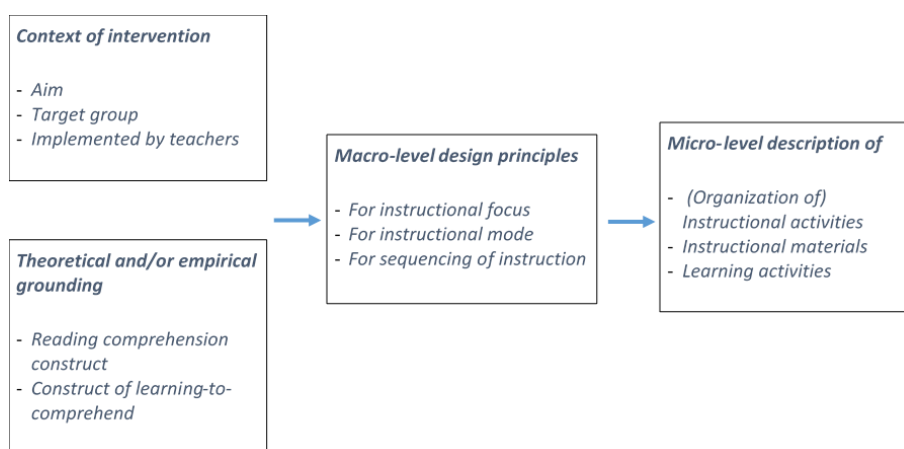 Context of intervention
- Aim
- Target group
- Implemented by teachers
Theoretical and/or empirical
grounding
- Reading comprehension
construct
- Construct of learning-to-
comprehend
Macro-level design principles
- For instructional focus
- For instructional mode
- For sequencing of instruction
Micro-level description of
- (Organization of)
Instructional activities
- Instructional materials
- Learning activities